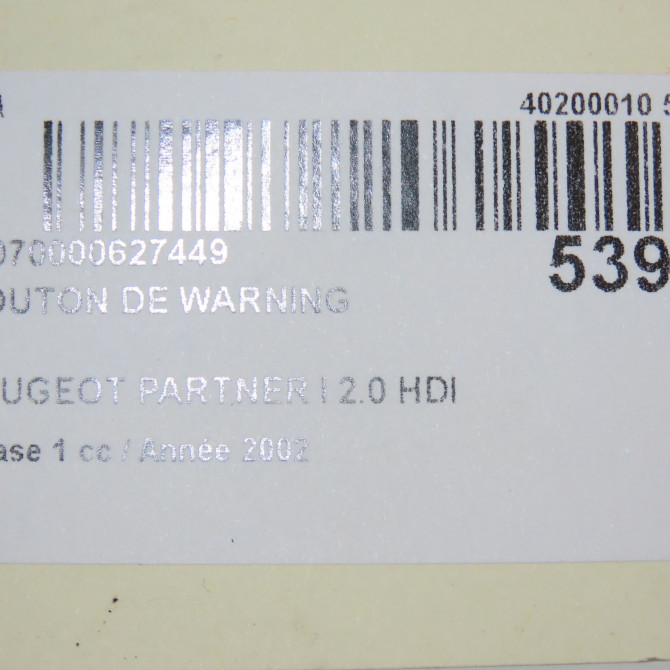 40200010 5
070000627449
539
OUTON DE WARNING
UGEOT PARTNER I 2.0 HDI
ase 1 cc / Année 2002